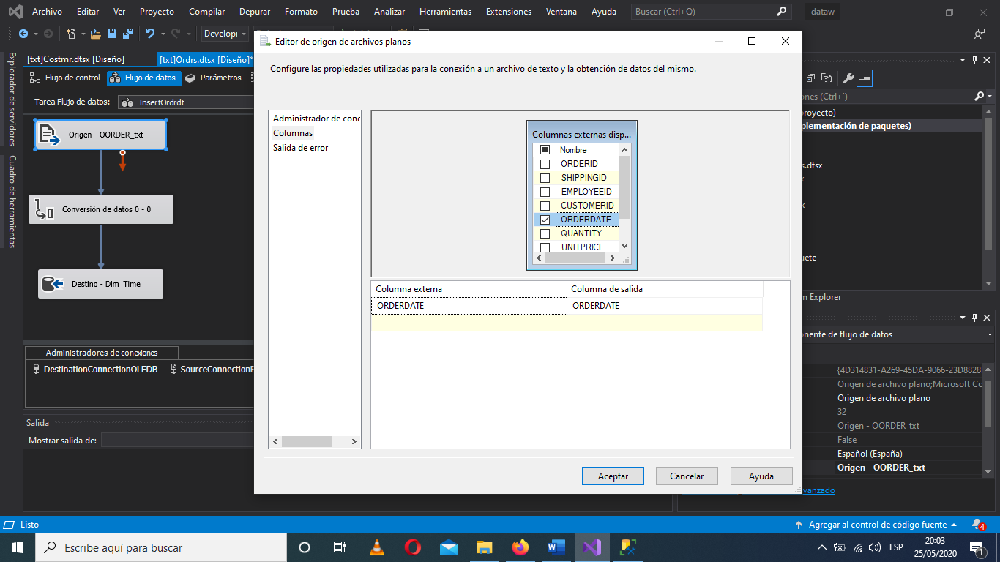 Archivo Editar Ver Proyecto Compilar Depurar Formato Prueba Analizar Herramientas Extensiones Ventana Ayuda Buscar (Ctrl+Q) dataw
Developi
Editor de origen de archivos planos
Configure las propiedades utilizadas para la conexión a un archivo de texto y la obtención de datos del mismo.
Explorador de servidores
Cuadro de herramientas
[txt]Costmr.dtsx [Diseño] [txt]Ordrs.dtsx [Diseño]*
Flujo de control Flujo de datos Parámetros
Tarea Flujo de datos: InsertOrdrdt
Origen - OORDER_txt
Conversión de datos 0 - 0
Destino - Dim_Time
Administradores de conexiones
DestinationConnectionOLEDB SourceConnectionF
Salida
Mostrar salida de:
Administrador de cone
Columnas
Salida de error
Columnas externas disp...
Nombre
ORDERID
SHIPPINGID
EMPLOYEEID
CUSTOMERID
ORDERDATE
QUANTITY
UNITPRICE
Columna externa Columna de salida
ORDERDATE ORDERDATE
Aceptar Cancelar Ayuda
ones (Ctrl+`)
royecto)
plementación de paquetes)
s.dtsx
uete
m Explorer
nente de flujo de datos
{4D314831-A269-45DA-9066-23D8828
Origen de archivo plano;Microsoft Co
Origen de archivo plano
32
Origen - OORDER_txt
False
Español (España)
Origen - OORDER_txt
vanzado
Listo Agregar al control de código fuente 4
Escribe aquí para buscar ESP 20:03
25/05/2020 1